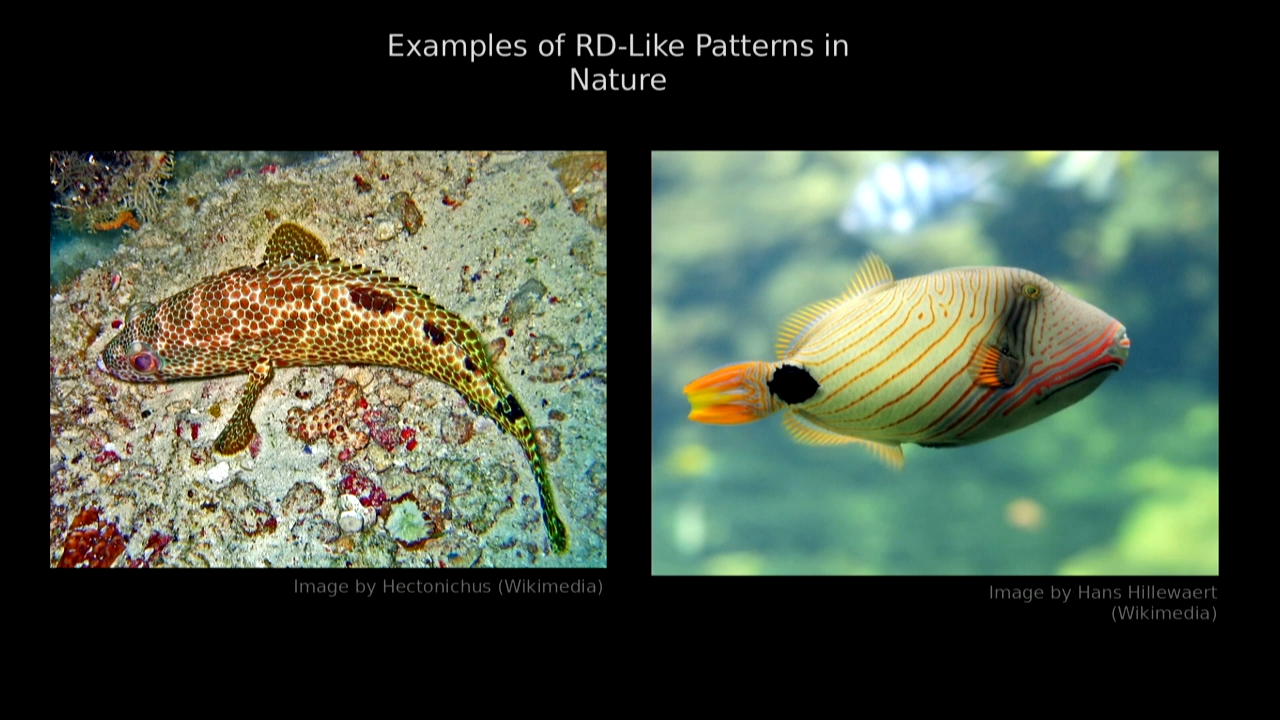 Examples of RD-Like Patterns in
Nature
Image by Hectonichus (Wikimedia)
Image by Hans Hillewaert
(Wikimedia)